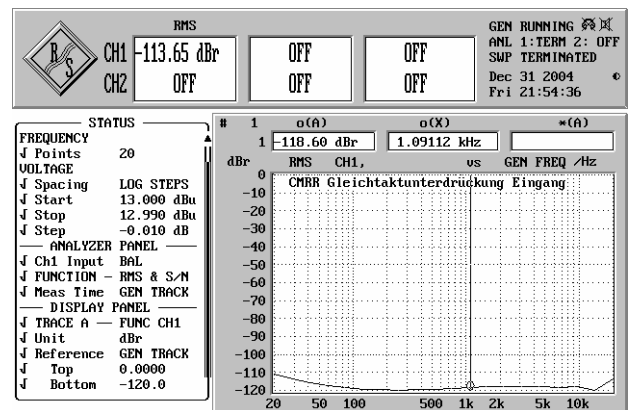 RMS
R S
CH1 -113.65 dBr OFF OFF
CH2 OFF OFF OFF
GEN RUNNING
ANL 1:TERM 2: OFF
SWP TERMINATED
Dec 31 2004
Fri 21:54:36
STATUS
FREQUENCY
Points 20
VOLTAGE
Spacing LOG STEPS
Start 13.000 dBu
Stop 12.990 dBu
Step -0.010 dB
ANALYZER PANEL
Ch1 Input BAL
FUNCTION - RMS & S/N
Meas Time GEN TRACK
DISPLAY PANEL
TRACE A — FUNC CH1
Unit dBr
Reference GEN TRACK
Top 0.0000
Bottom -120.0
# 1 o(A) o(X) *(A)
1 -118.60 dBr 1.09112 kHz
dBr RMS CH1, vs GEN FREQ /Hz
CMRR Gleichtaktunterdrückung Eingang
0
-10
-20
-30
-40
-50
-60
-70
-80
-90
-100
-110
-120
20 50 100 500 1k 2k 5k 10k